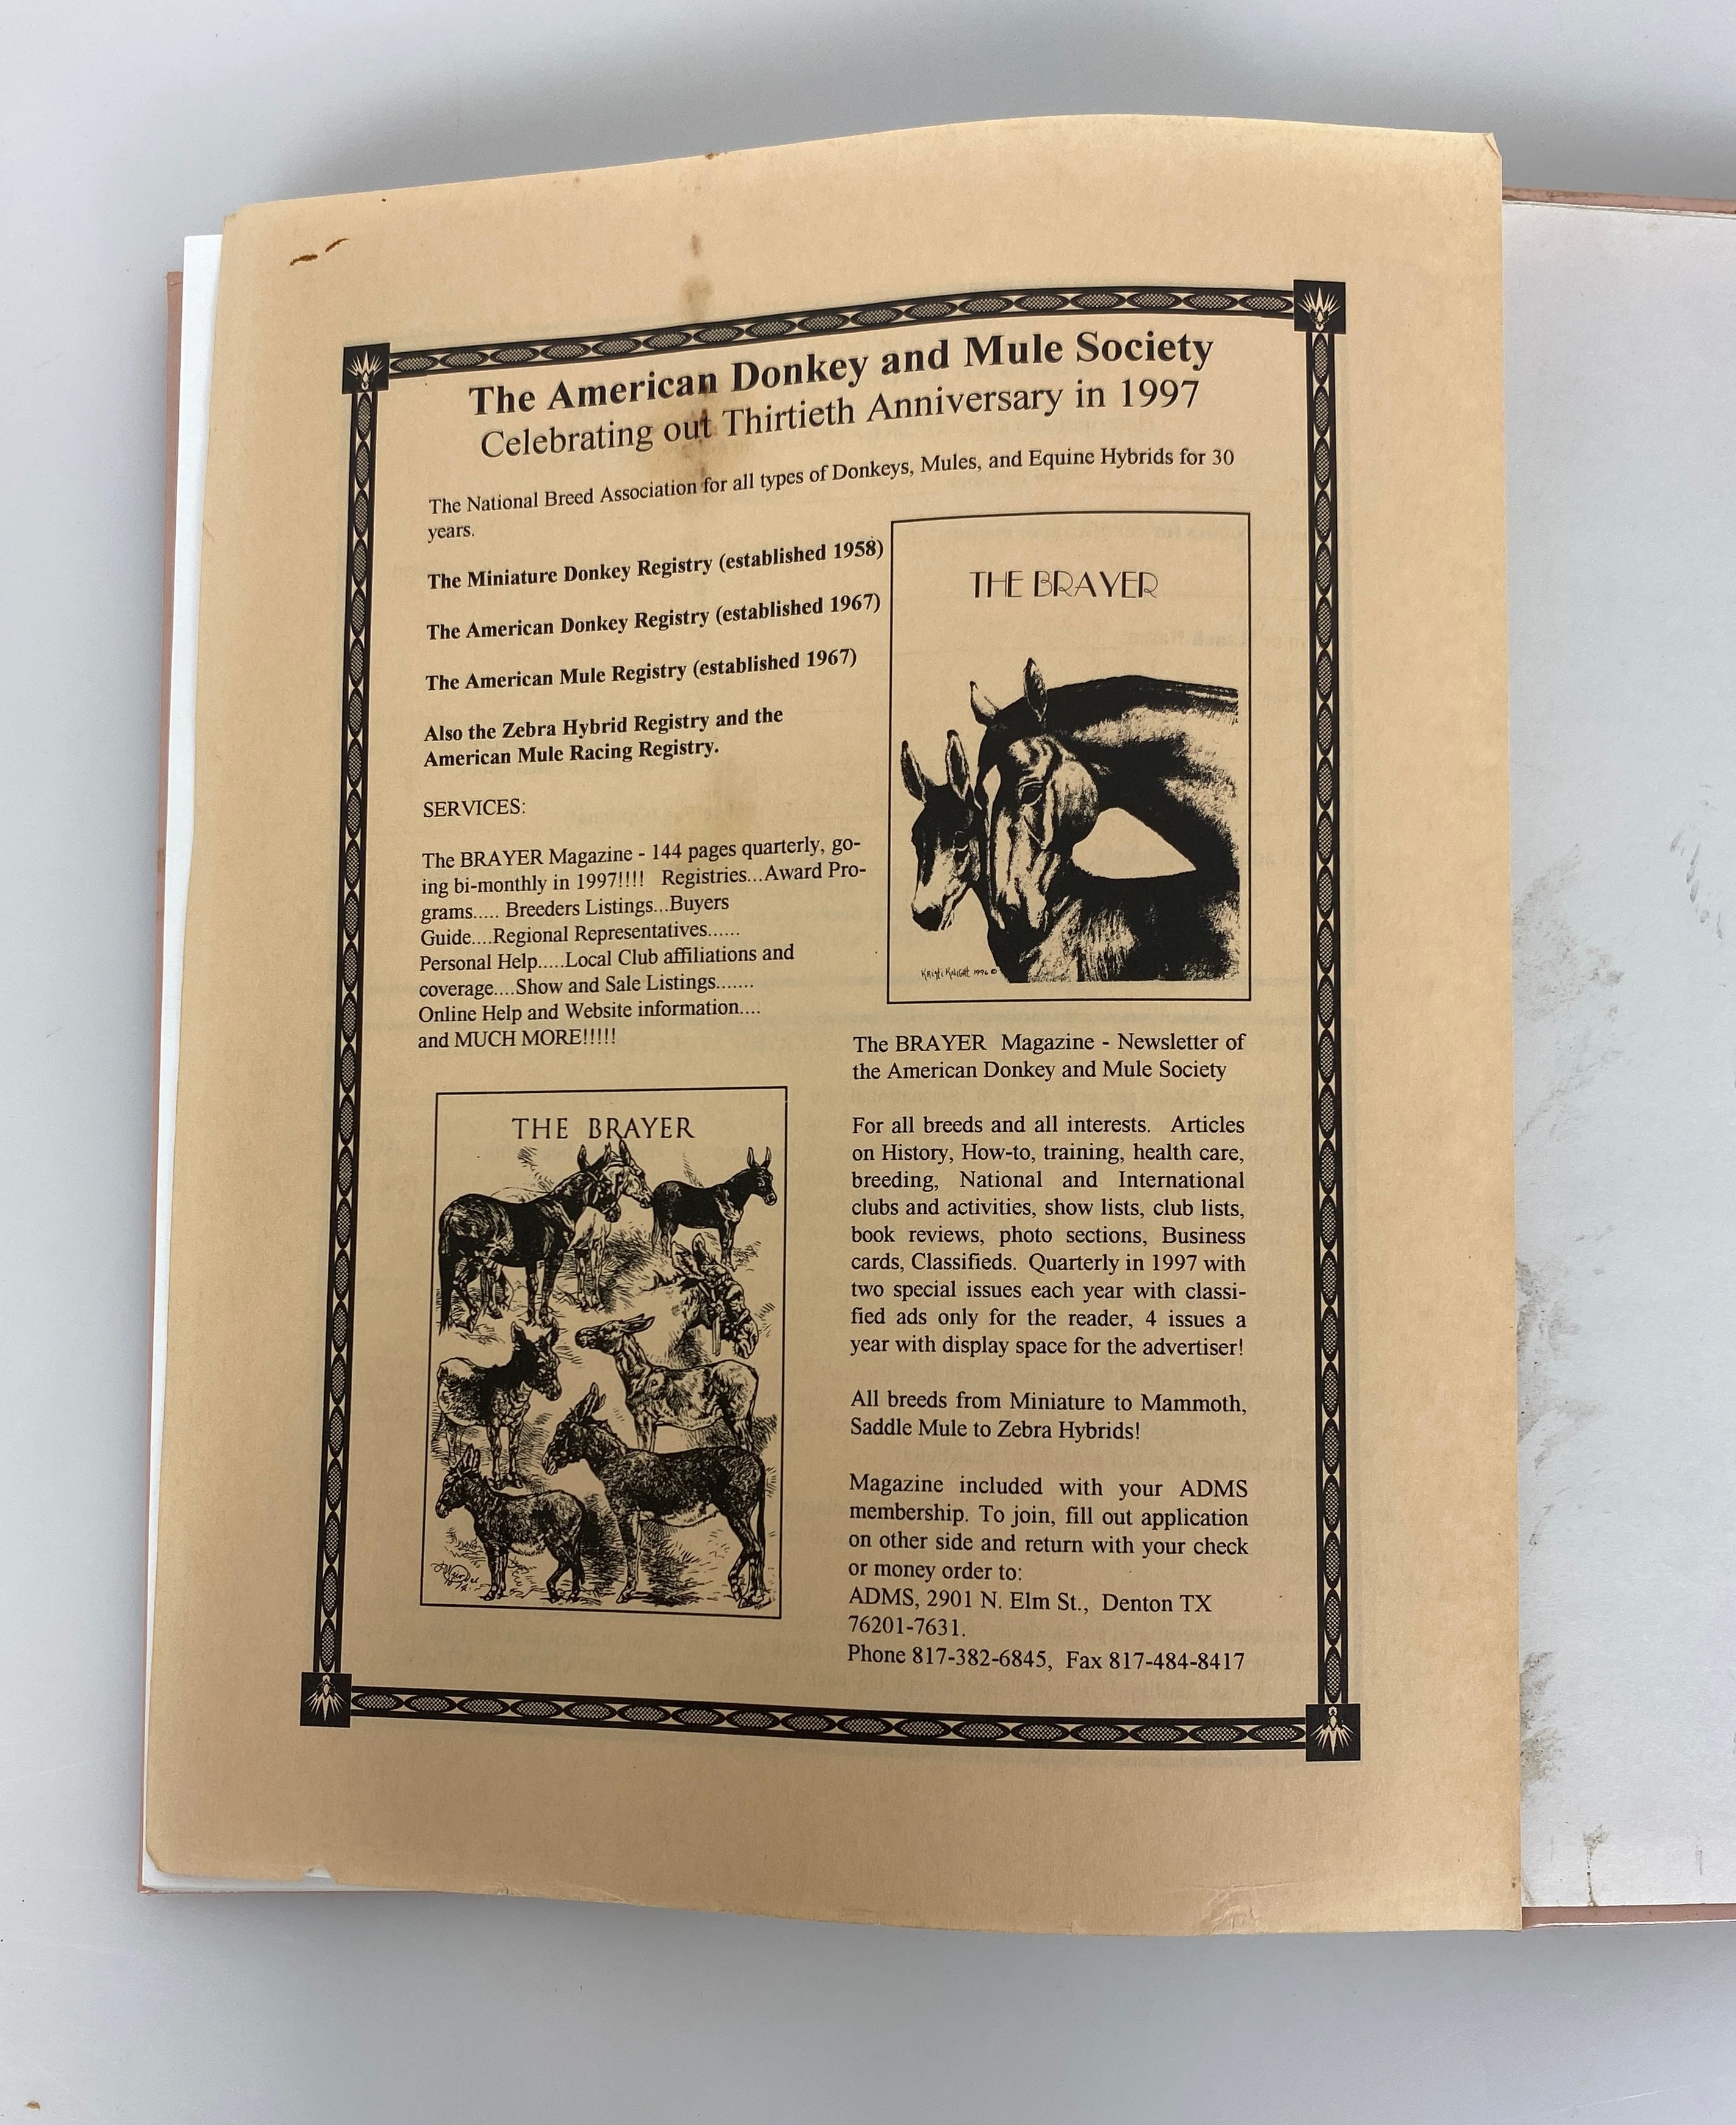 The American Donkey and Mule Society
Celebrating out Thirtieth Anniversary in 1997
The National Breed Association for all types of Donkeys, Mules, and Equine Hybrids for 30
years.
The Miniature Donkey Registry (established 1958)
The American Donkey Registry (established 1967)
The American Mule Registry (established 1967)
Also the Zebra Hybrid Registry and the
American Mule Racing Registry.
SERVICES:
The BRAYER Magazine - 144 pages quarterly, go-
ing bi-monthly in 1997!!!! Registries...Award Pro-
grams..... Breeders Listings...Buyers
Guide....Regional Representatives......
Personal Help.....Local Club affiliations and
coverage....Show and Sale Listings.......
Online Help and Website information....
and MUCH MORE!!!!!
THE BRAYER
THE BRAYER
Kristi Knight 1996 ©
The BRAYER Magazine - Newsletter of
the American Donkey and Mule Society
For all breeds and all interests. Articles
on History, How-to, training, health care,
breeding, National and International
clubs and activities, show lists, club lists,
book reviews, photo sections, Business
cards, Classifieds. Quarterly in 1997 with
two special issues each year with classi-
fied ads only for the reader, 4 issues a
year with display space for the advertiser!
All breeds from Miniature to Mammoth,
Saddle Mule to Zebra Hybrids!
Magazine included with your ADMS
membership. To join, fill out application
on other side and return with your check
or money order to:
ADMS, 2901 N. Elm St., Denton TX
76201-7631.
Phone 817-382-6845, Fax 817-484-8417